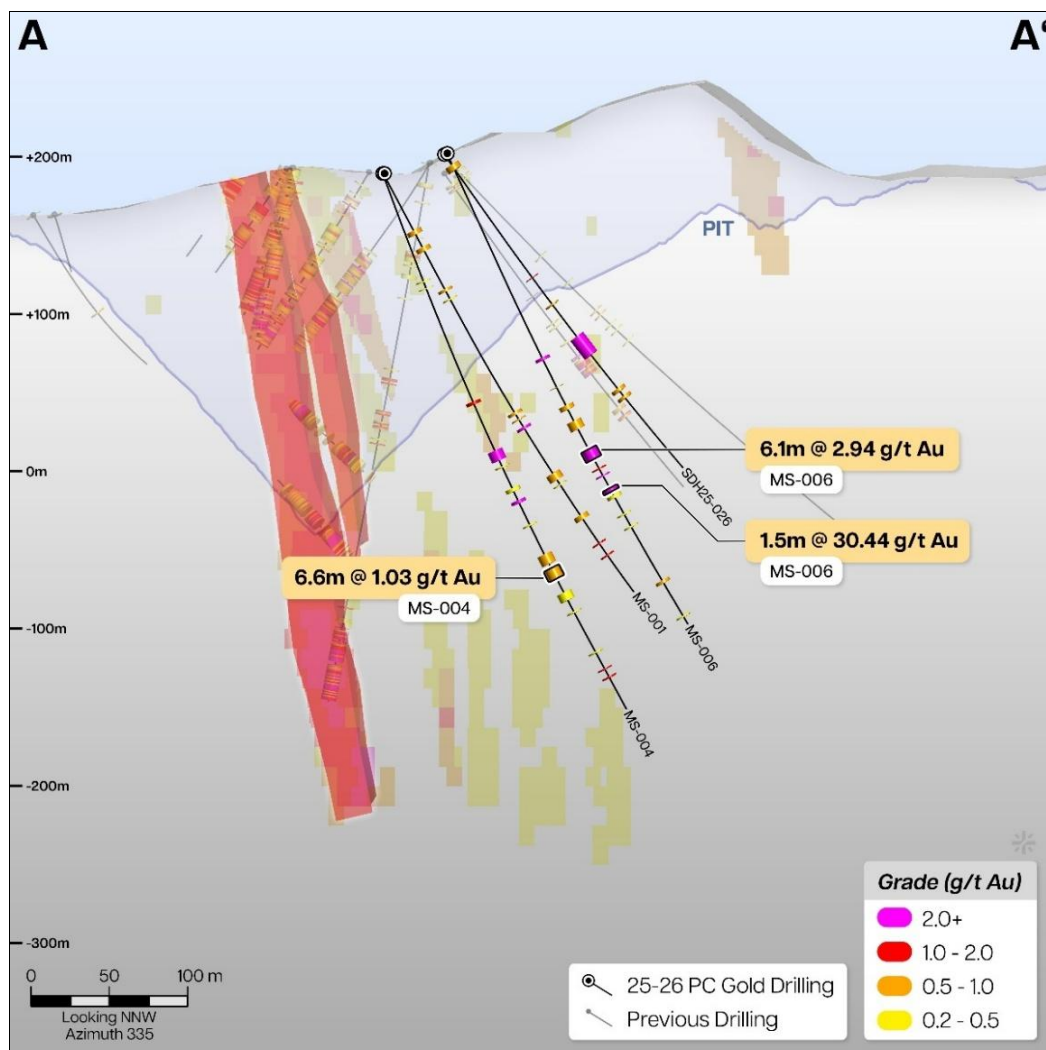 A
A'
+200m
PIT
+100m
0m
6.1m @ 2.94 g/t Au
MS-006
SDH25-026
1.5m @ 30.44 g/t Au
MS-006
6.6m @ 1.03 g/t Au
MS-004
MS-001
MS-006
-100m
MS-004
-200m
-300m
Grade (g/t Au)
2.0+
1.0 - 2.0
0.5 - 1.0
0.2 - 0.5
0 50 100 m
Looking NNW
Azimuth 335
25-26 PC Gold Drilling
Previous Drilling